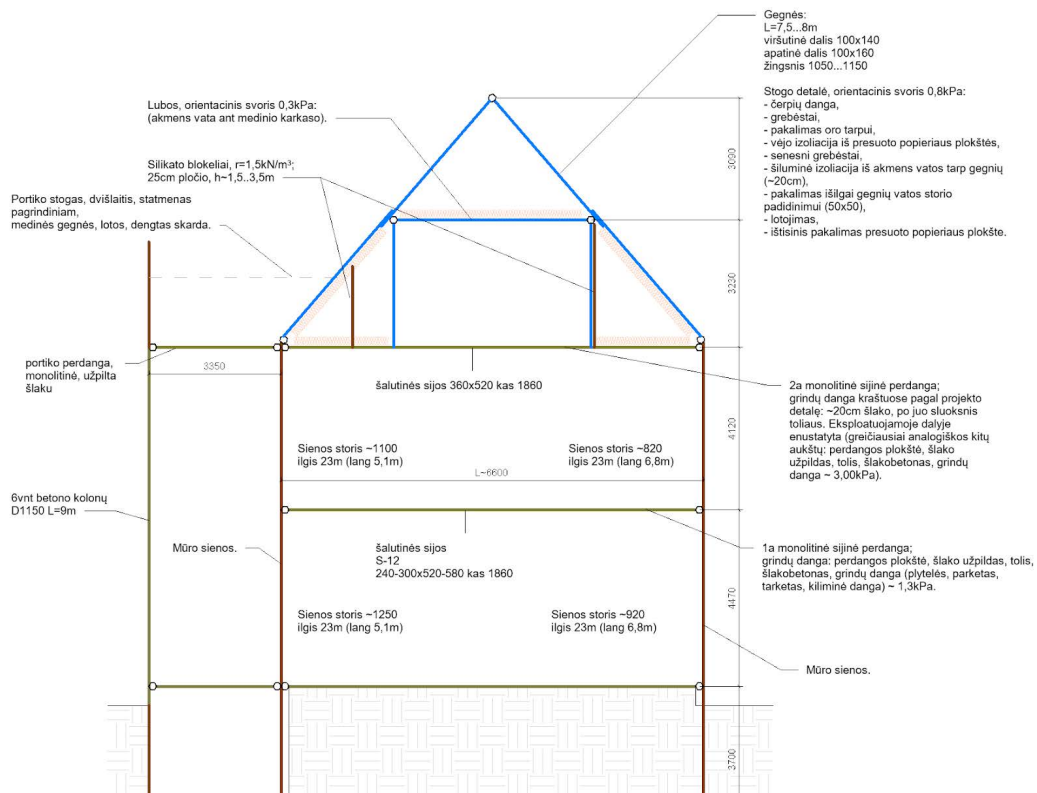 Gegnės:
L=7,5...8m
viršutinė dalis 100x140
apatinė dalis 100x160
žingsnis 1050...1150
Stogo detalė, orientacinis svoris 0,8kPa:
- čerpių danga,
- grebėstai,
- pakalimas oro tarpui,
- vėjo izoliacija iš presuoto popieriaus plokštės,
- senesni grebėstai,
- šiluminė izoliacija iš akmens vatos tarp gegnių
(~20cm),
- pakalimas išilgai gegnių vatos storio
padidinimui (50x50),
- lotojimas,
- ištisinis pakalimas presuoto popieriaus plokšte.
Lubos, orientacinis svoris 0,3kPa:
(akmens vata ant medinio karkaso).
Silikato blokeliai, r=1,5kN/m³;
25cm pločio, h~1,5..3,5m
Portiko stogas, dvišlaitis, statmenas
pagrindiniam,
medinės gegnės, lotos, dengtas skarda.
3090
3230
portiko perdanga,
monolitinė, užpilta
šlaku
3350
šalutinės sijos 360x520 kas 1860
2a monolitinė sijinė perdanga;
grindų danga kraštuose pagal projekto
detalę: ~20cm šlako, po juo sluoksnis
toliaus. Eksploatuojamoje dalyje
enustatyta (greičiausiai analogiškos kitų
aukštų: perdangos plokštė, šlako
užpildas, tolis, šlakobetonas, grindų
danga ~ 3,00kPa).
4120
Sienos storis ~1100
ilgis 23m (lang 5,1m)
Sienos storis ~820
ilgis 23m (lang 6,8m)
L~6600
6vnt betono kolonų
D1150 L=9m
Mūro sienos.
šalutinės sijos
S-12
240-300x520-580 kas 1860
1a monolitinė sijinė perdanga;
grindų danga: perdangos plokštė, šlako užpildas, tolis,
šlakobetonas, grindų danga (plytelės, parketas,
tarketas, kiliminė danga) ~ 1,3kPa.
4470
Sienos storis ~1250
ilgis 23m (lang 5,1m)
Sienos storis ~920
ilgis 23m (lang 6,8m)
Mūro sienos.
3700